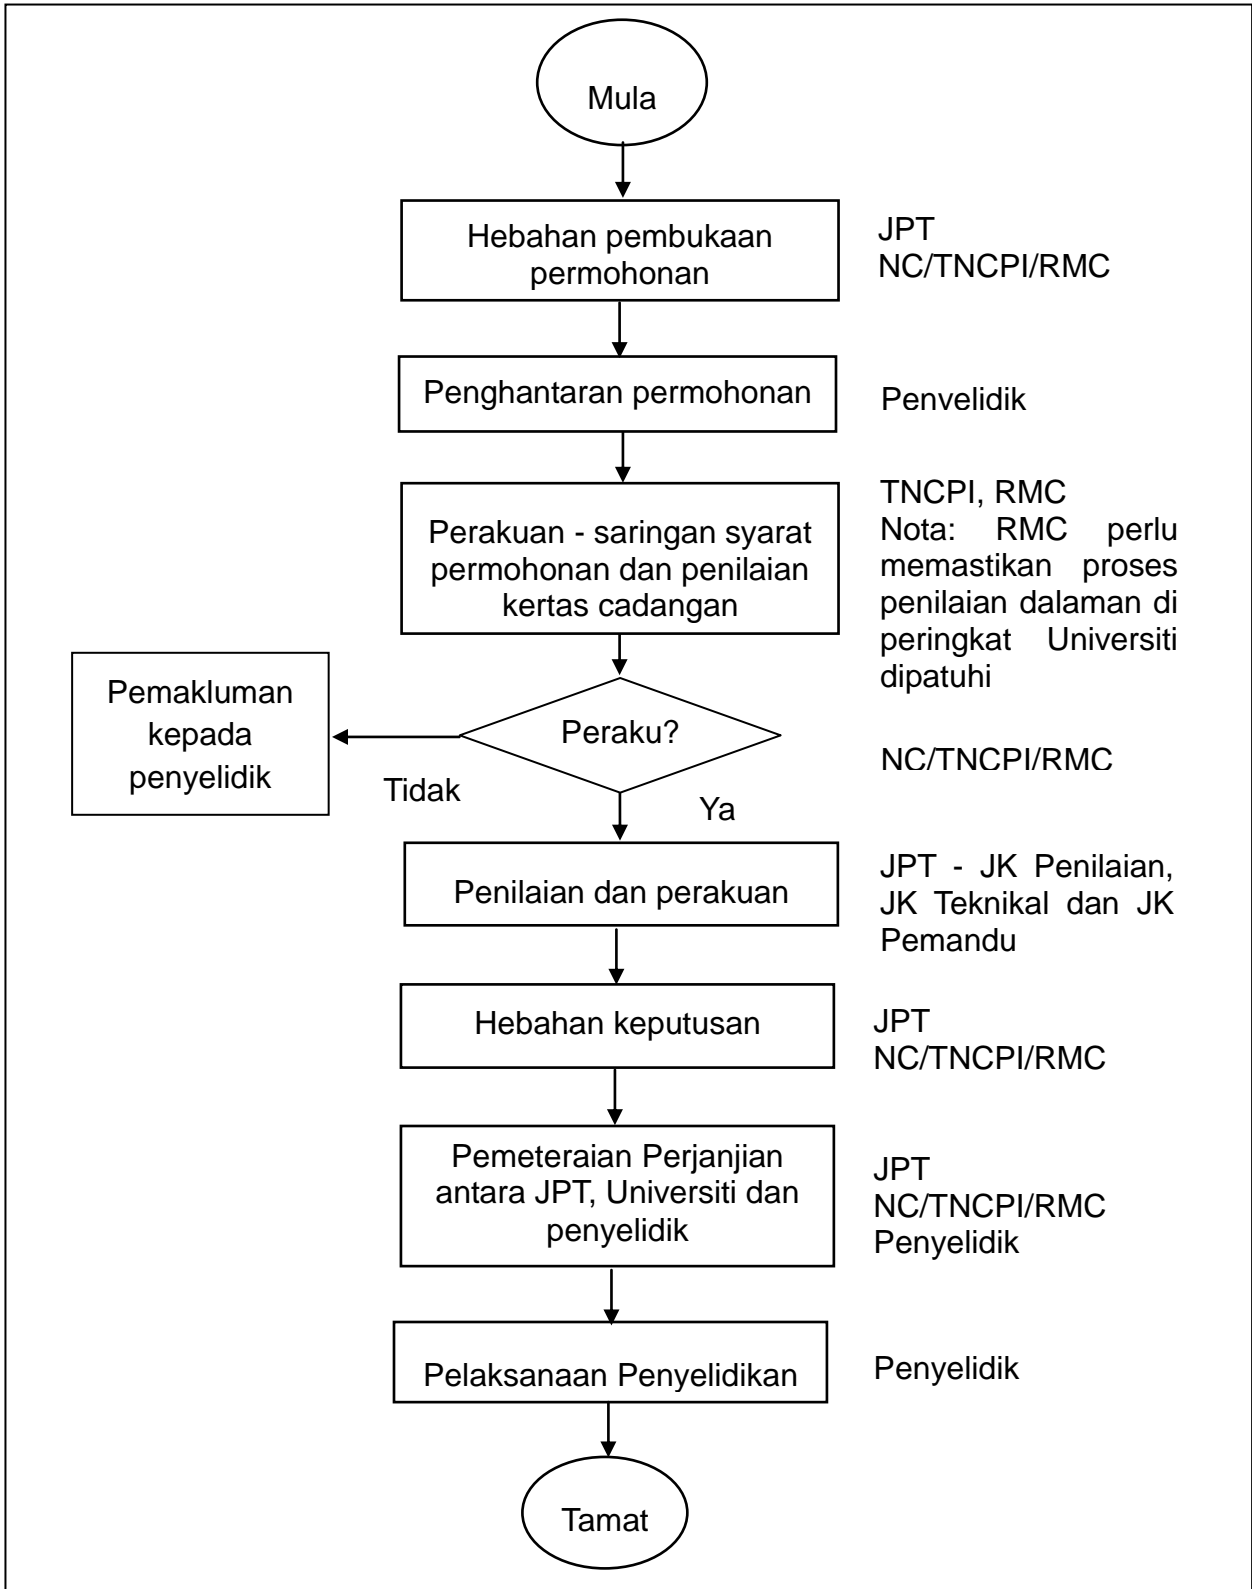 Mula
Hebahan pembukaan
permohonan
JPT
NC/TNCPI/RMC
Penghantaran permohonan
Penyelidik
Perakuan - saringan syarat
permohonan dan penilaian
kertas cadangan
TNCPI, RMC
Nota: RMC perlu
memastikan proses
penilaian dalaman di
peringkat Universiti
dipatuhi
Pemakluman
kepada
penyelidik
Tidak
Peraku?
Ya
NC/TNCPI/RMC
Penilaian dan perakuan
JPT - JK Penilaian,
JK Teknikal dan JK
Pemandu
Hebahan keputusan
JPT
NC/TNCPI/RMC
Pemeteraian Perjanjian
antara JPT, Universiti dan
penyelidik
JPT
NC/TNCPI/RMC
Penyelidik
Pelaksanaan Penyelidikan
Penyelidik
Tamat